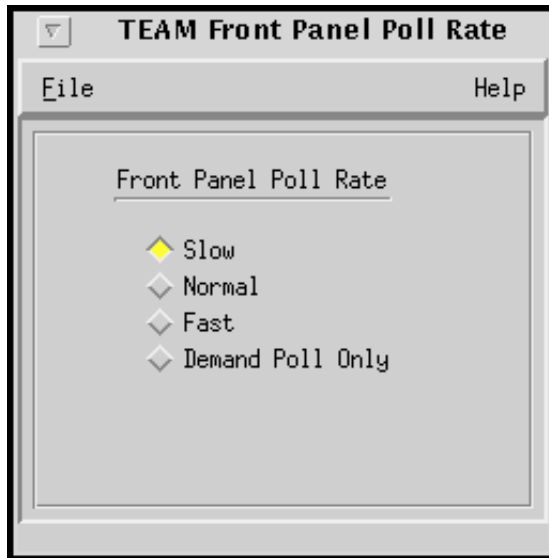 TEAM Front Panel Poll Rate
File Help
Front Panel Poll Rate
Slow
Normal
Fast
Demand Poll Only